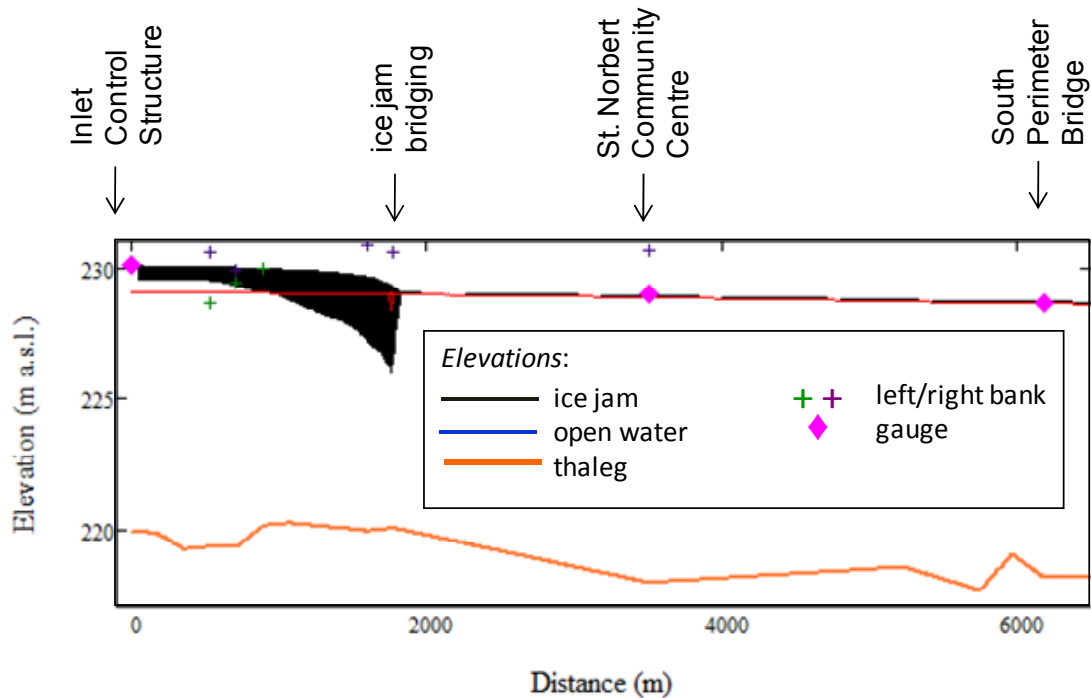 Inlet
Control
Structure
ice jam
bridging
St. Norbert
Community
Centre
South
Perimeter
Bridge
Elevation (m a.s.l.)
230
225
220
Elevations:
ice jam
open water
thaleg
left/right bank
gauge
0
2000
4000
6000
Distance (m)